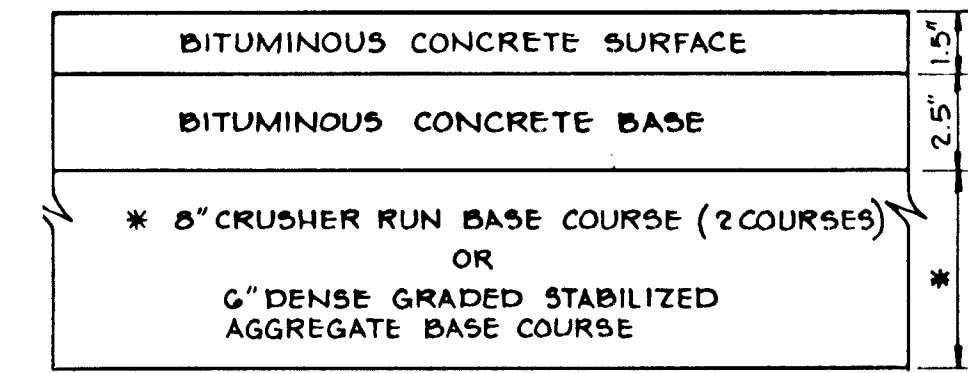 BITUMINOUS CONCRETE SURFACE
1.5"
BITUMINOUS CONCRETE BASE
2.5"
* 8" CRUSHER RUN BASE COURSE (2 COURSES)
OR
6" DENSE GRADED STABILIZED
AGGREGATE BASE COURSE
*